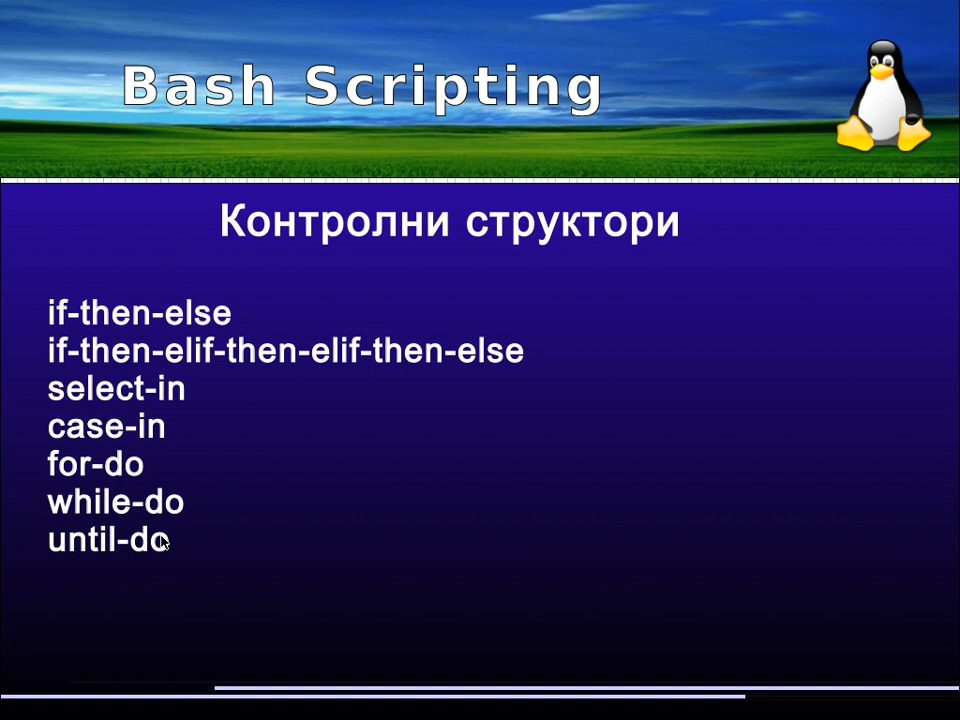 Bash Scripting
Контролни структори
if-then-else
if-then-elif-then-elif-then-else
select-in
case-in
for-do
while-do
until-do